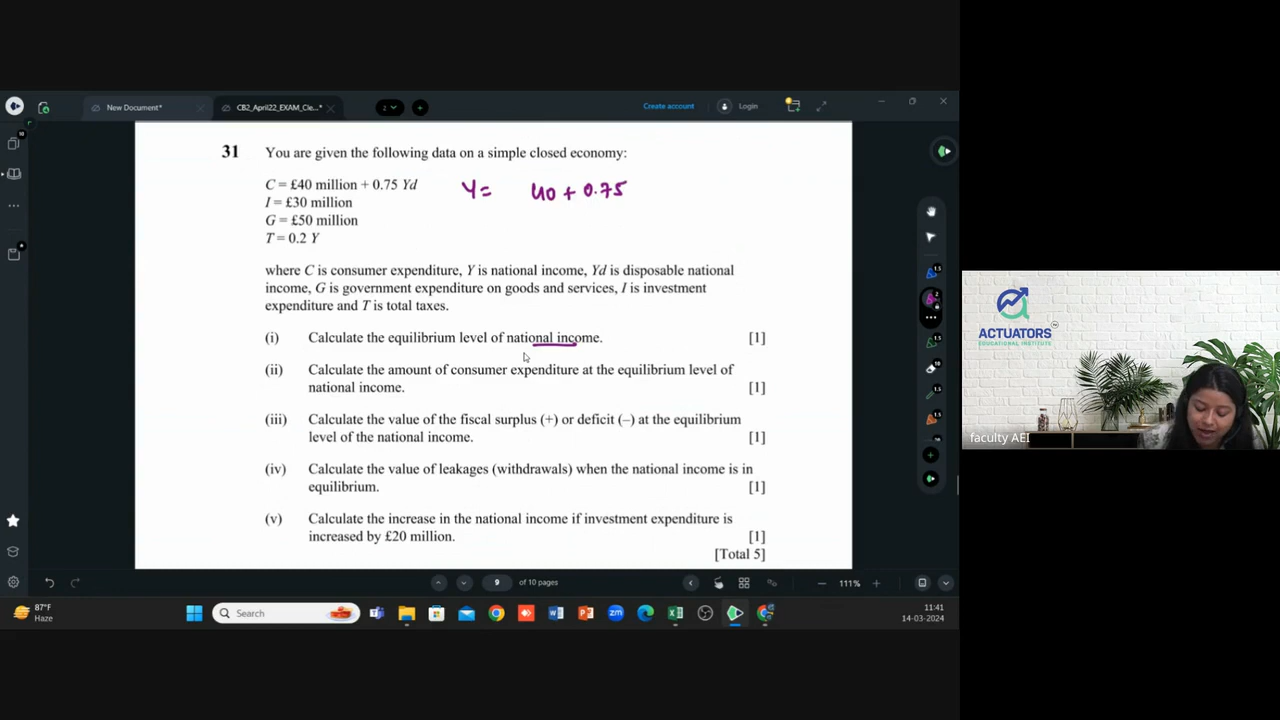 New Document*
CB2_April22_EXAM_Cle...*
2
Create account
Login
31 You are given the following data on a simple closed economy:
C = £40 million + 0.75 Yd
Y = 40 + 0.75
I = £30 million
G = £50 million
T = 0.2 Y
where C is consumer expenditure, Y is national income, Yd is disposable national
income, G is government expenditure on goods and services, I is investment
expenditure and T is total taxes.
(i) Calculate the equilibrium level of national income. [1]
(ii) Calculate the amount of consumer expenditure at the equilibrium level of
national income. [1]
(iii) Calculate the value of the fiscal surplus (+) or deficit (–) at the equilibrium
level of the national income. [1]
(iv) Calculate the value of leakages (withdrawals) when the national income is in
equilibrium. [1]
(v) Calculate the increase in the national income if investment expenditure is
increased by £20 million. [1]
[Total 5]
9 of 10 pages
111%
87°F
Haze
Search
zm
11:41
14-03-2024
ACTUATORS
EDUCATIONAL INSTITUTE
faculty AEI